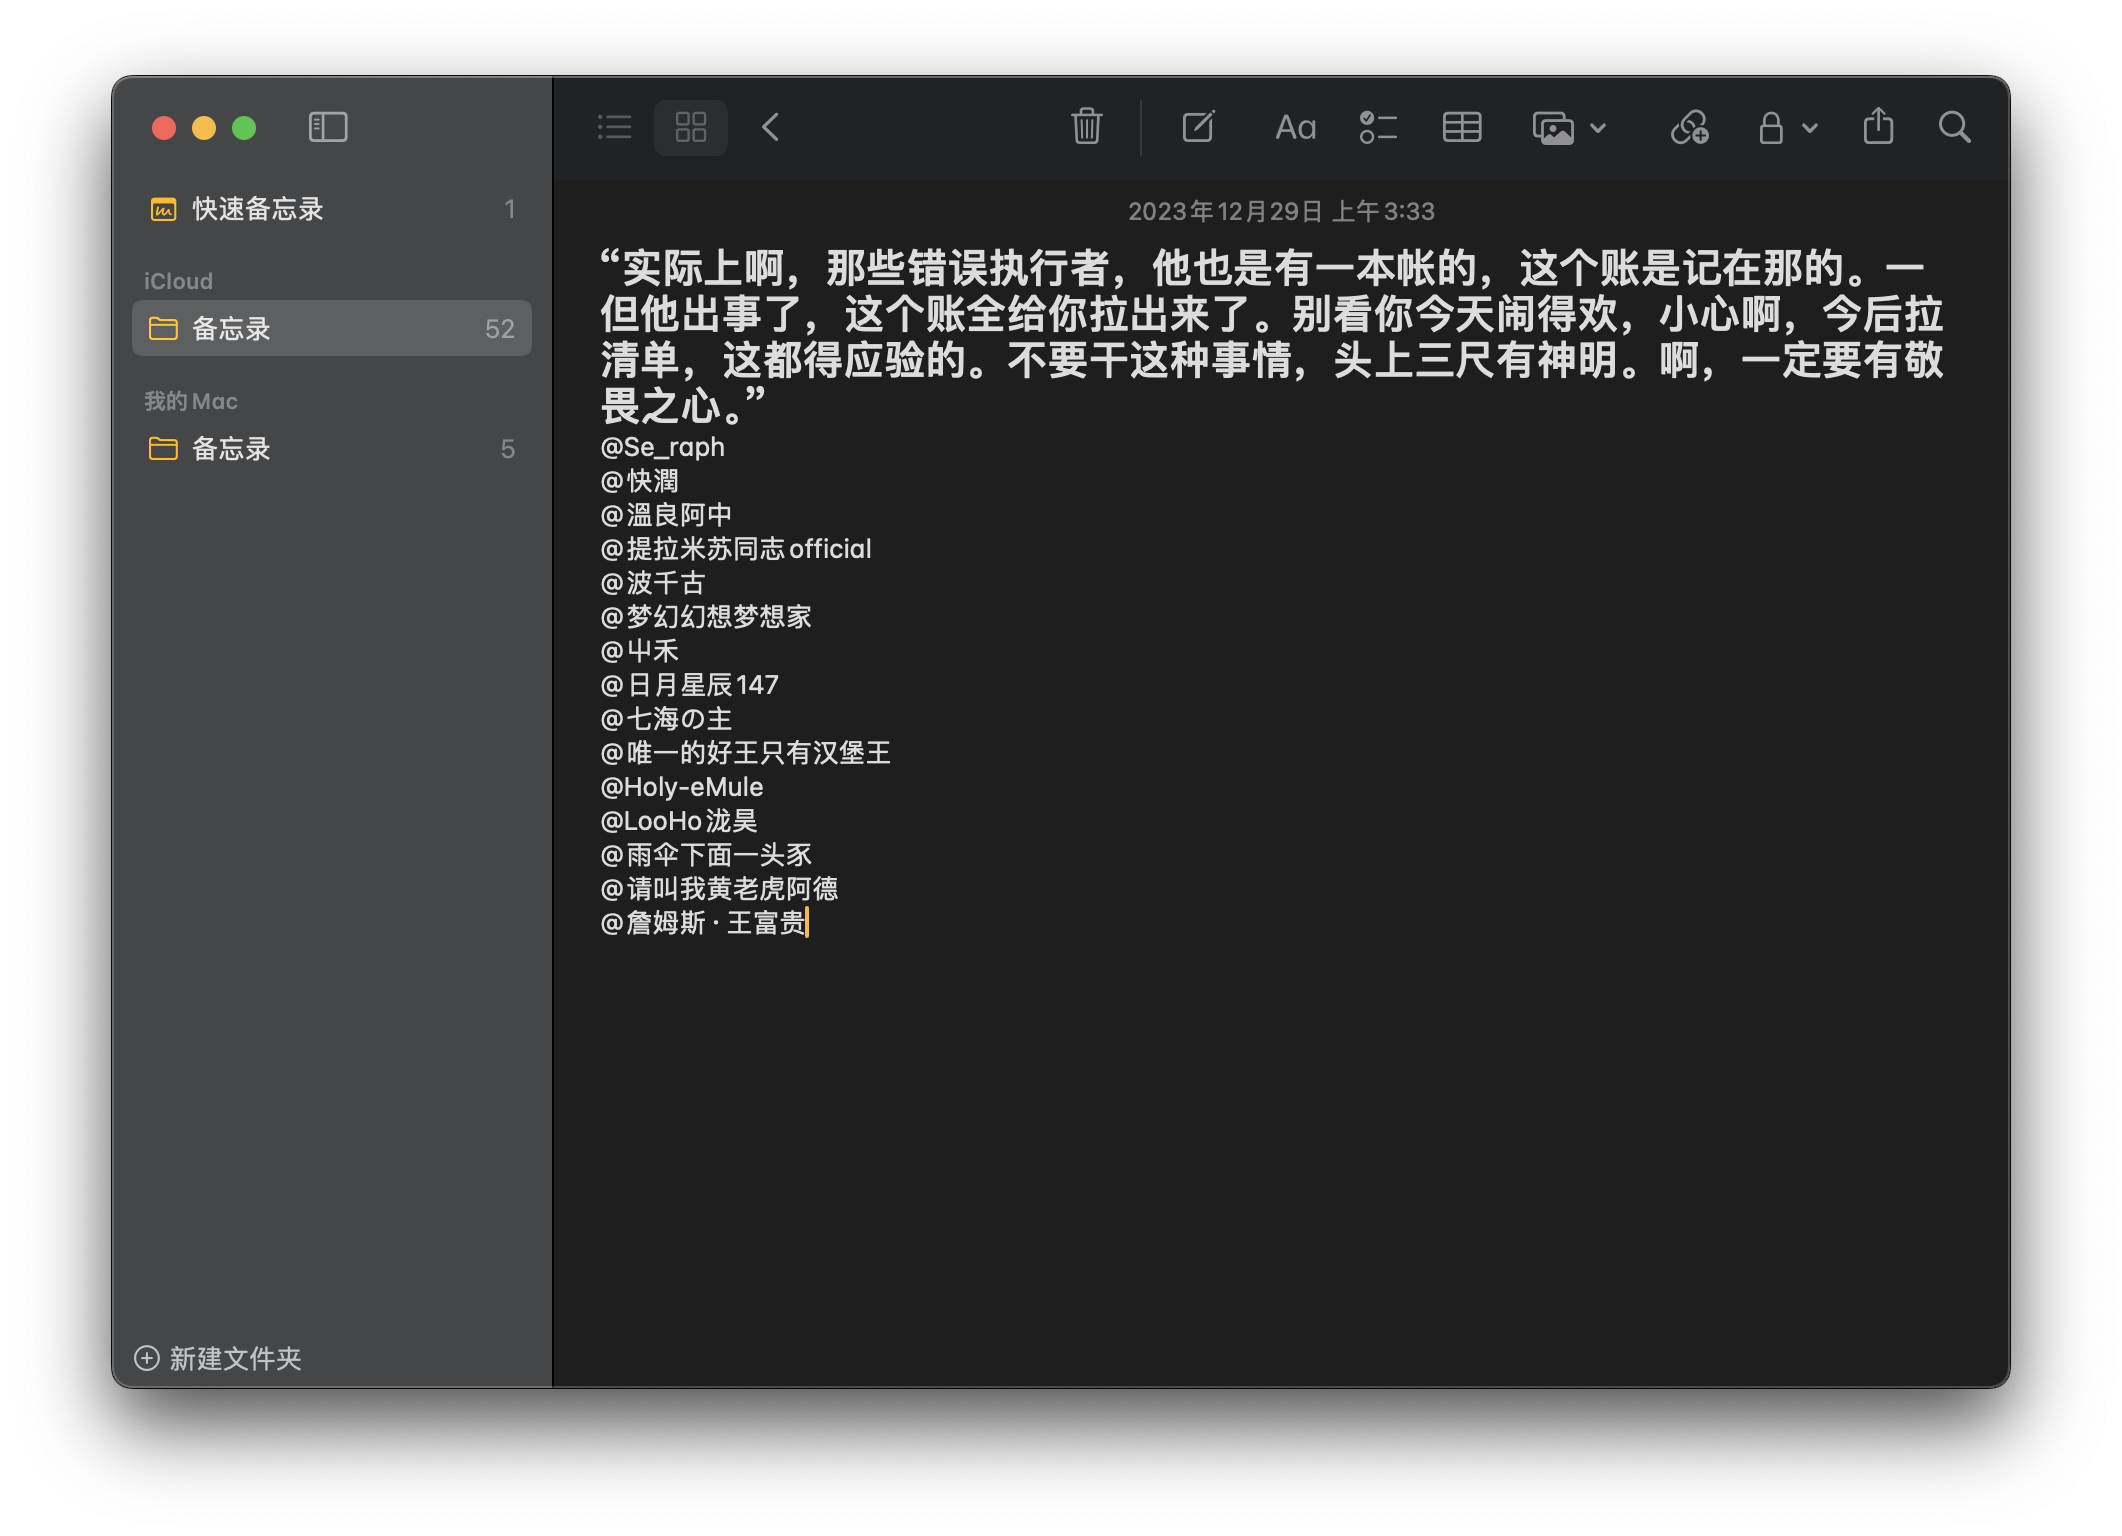 快速备忘录 1
iCloud
备忘录 52
我的Mac
备忘录 5
新建文件夹
Aa
2023年12月29日 上午3:33
“实际上啊，那些错误执行者，他也是有一本帐的，这个账是记在那的。一
但他出事了，这个账全给你拉出来了。别看你今天闹得欢，小心啊，今后拉
清单，这都得应验的。不要干这种事情，头上三尺有神明。啊，一定要有敬
畏之心。”
@Se_raph
@快潤
@溫良阿中
@提拉米苏同志official
@波千古
@梦幻幻想梦想家
@屮禾
@日月星辰147
@七海の主
@唯一的好王只有汉堡王
@Holy-eMule
@LooHo泷昊
@雨伞下面一头豕
@请叫我黄老虎阿德
@詹姆斯·王富贵